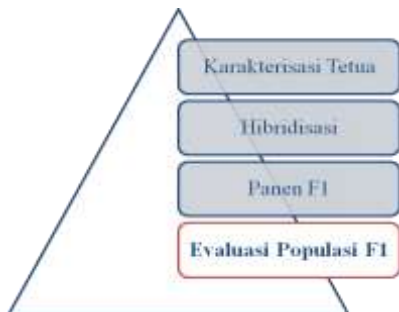 Karakterisasi Tetua
Hibridisasi
Panen F1
Evaluasi Populasi F1